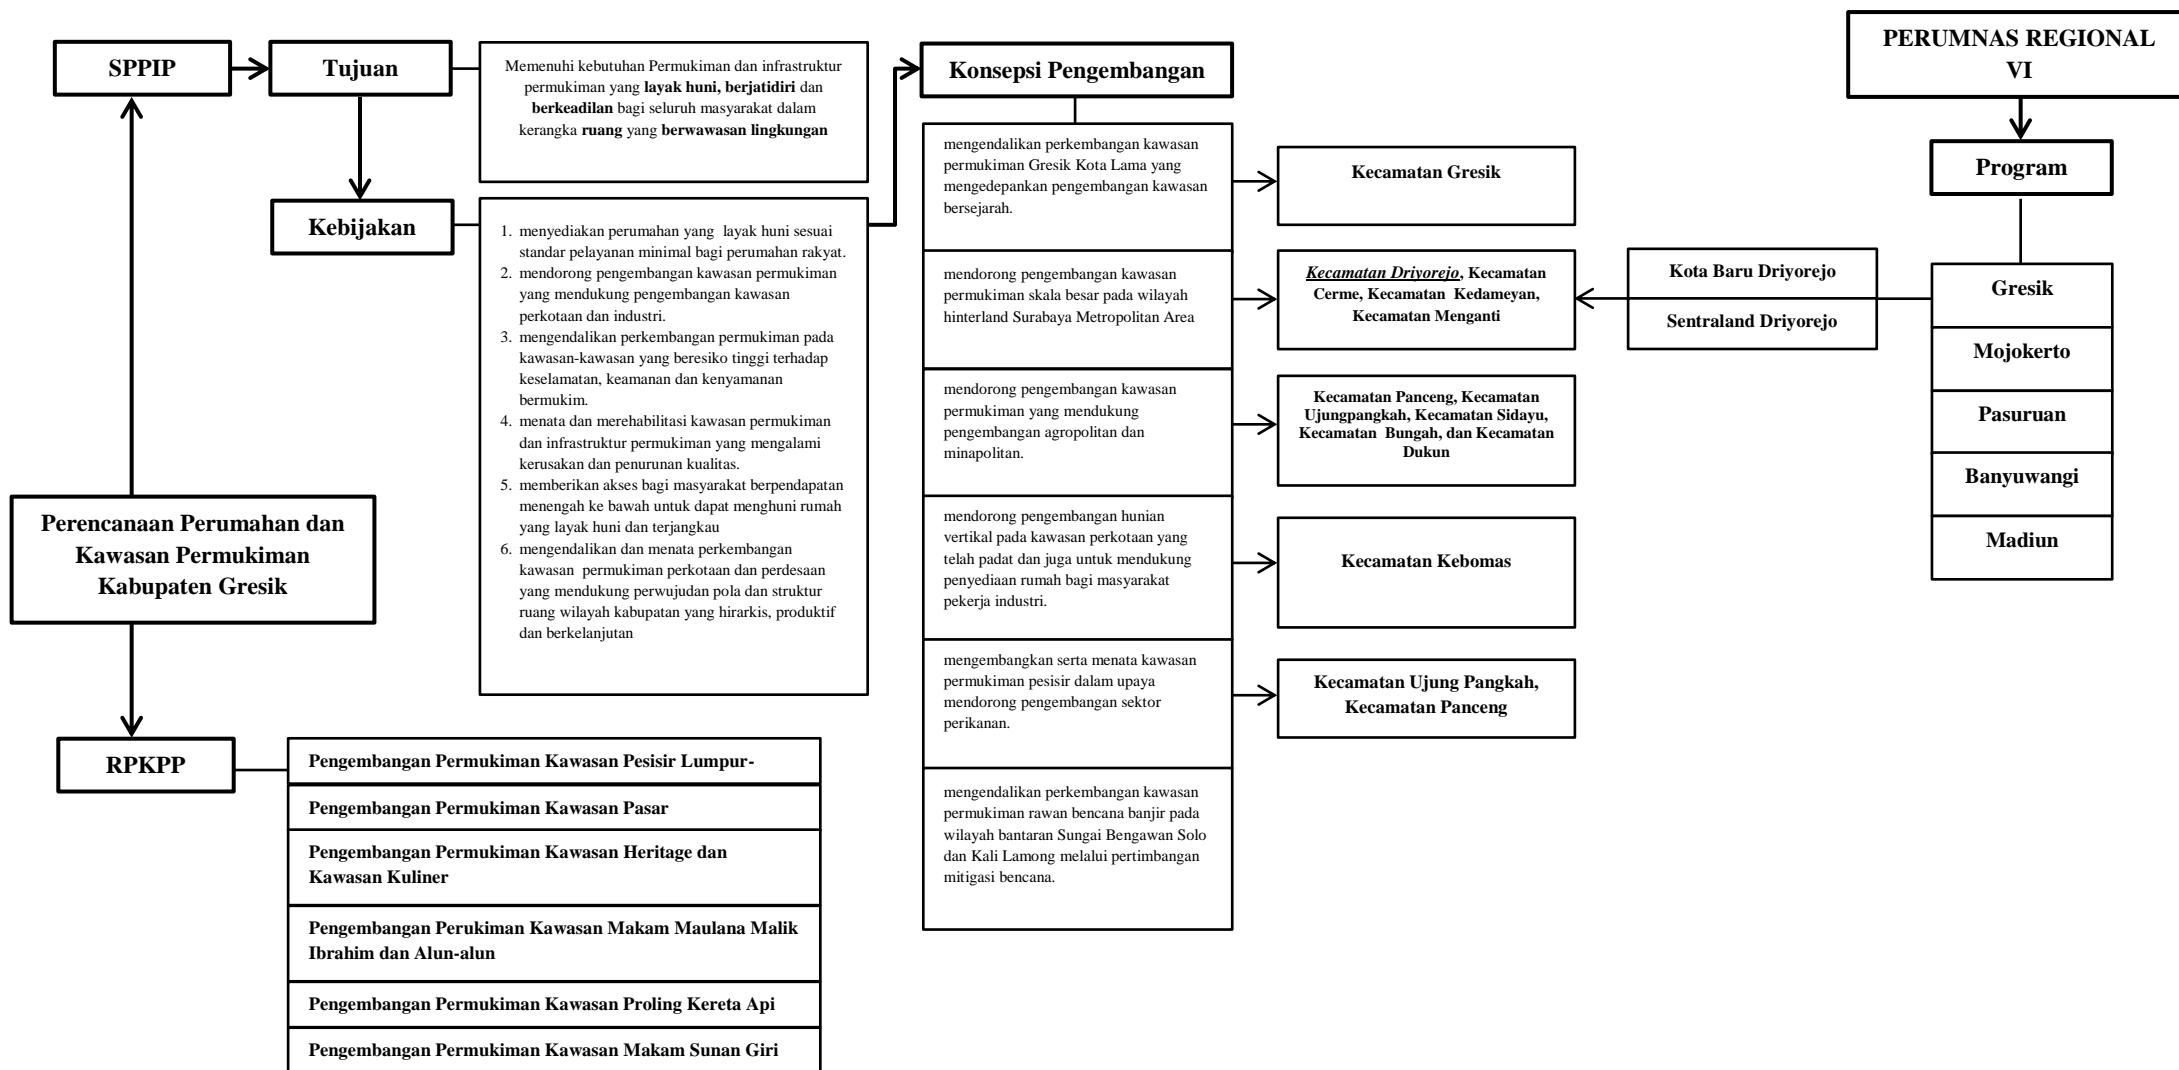 PERUMNAS REGIONAL
VI
SPPIP
Tujuan
Memenuhi kebutuhan Permukiman dan infrastruktur
permukiman yang layak huni, berjatidiri dan
berkeadilan bagi seluruh masyarakat dalam
kerangka ruang yang berwawasan lingkungan
Konsepsi Pengembangan
Program
Kebijakan
1. menyediakan perumahan yang layak huni sesuai
standar pelayanan minimal bagi perumahan rakyat.
2. mendorong pengembangan kawasan permukiman
yang mendukung pengembangan kawasan
perkotaan dan industri.
3. mengendalikan perkembangan permukiman pada
kawasan-kawasan yang beresiko tinggi terhadap
keselamatan, keamanan dan kenyamanan
bermukim.
4. menata dan merehabilitasi kawasan permukiman
dan infrastruktur permukiman yang mengalami
kerusakan dan penurunan kualitas.
5. memberikan akses bagi masyarakat berpendapatan
menengah ke bawah untuk dapat menghuni rumah
yang layak huni dan terjangkau
6. mengendalikan dan menata perkembangan
kawasan permukiman perkotaan dan perdesaan
yang mendukung perwujudan pola dan struktur
ruang wilayah kabupatan yang hirarkis, produktif
dan berkelanjutan
mengendalikan perkembangan kawasan
permukiman Gresik Kota Lama yang
mengedepankan pengembangan kawasan
bersejarah.
Kecamatan Gresik
mendorong pengembangan kawasan
permukiman skala besar pada wilayah
hinterland Surabaya Metropolitan Area
Kecamatan Driyorejo, Kecamatan
Cerme, Kecamatan Kedameyan,
Kecamatan Menganti
Kota Baru Driyorejo
Sentraland Driyorejo
Gresik
Mojokerto
Pasuruan
Banyuwangi
Madiun
mendorong pengembangan kawasan
permukiman yang mendukung
pengembangan agropolitan dan
minapolitan.
Kecamatan Panceng, Kecamatan
Ujungpangkah, Kecamatan Sidayu,
Kecamatan Bungah, dan Kecamatan
Dukun
mendorong pengembangan hunian
vertikal pada kawasan perkotaan yang
telah padat dan juga untuk mendukung
penyediaan rumah bagi masyarakat
pekerja industri.
Kecamatan Kebomas
mengembangkan serta menata kawasan
permukiman pesisir dalam upaya
mendorong pengembangan sektor
perikanan.
Kecamatan Ujung Pangkah,
Kecamatan Panceng
mengendalikan perkembangan kawasan
permukiman rawan bencana banjir pada
wilayah bantaran Sungai Bengawan Solo
dan Kali Lamong melalui pertimbangan
mitigasi bencana.
Perencanaan Perumahan dan
Kawasan Permukiman
Kabupaten Gresik
RPKPP
Pengembangan Permukiman Kawasan Pesisir Lumpur-
Pengembangan Permukiman Kawasan Pasar
Pengembangan Permukiman Kawasan Heritage dan
Kawasan Kuliner
Pengembangan Perukiman Kawasan Makam Maulana Malik
Ibrahim dan Alun-alun
Pengembangan Permukiman Kawasan Proling Kereta Api
Pengembangan Permukiman Kawasan Makam Sunan Giri